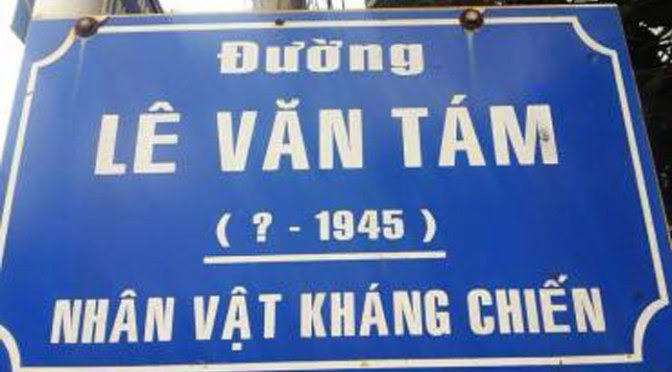 Đường
LÊ VĂN TÁM
( ? - 1945 )
NHÂN VẬT KHÁNG CHIẾN